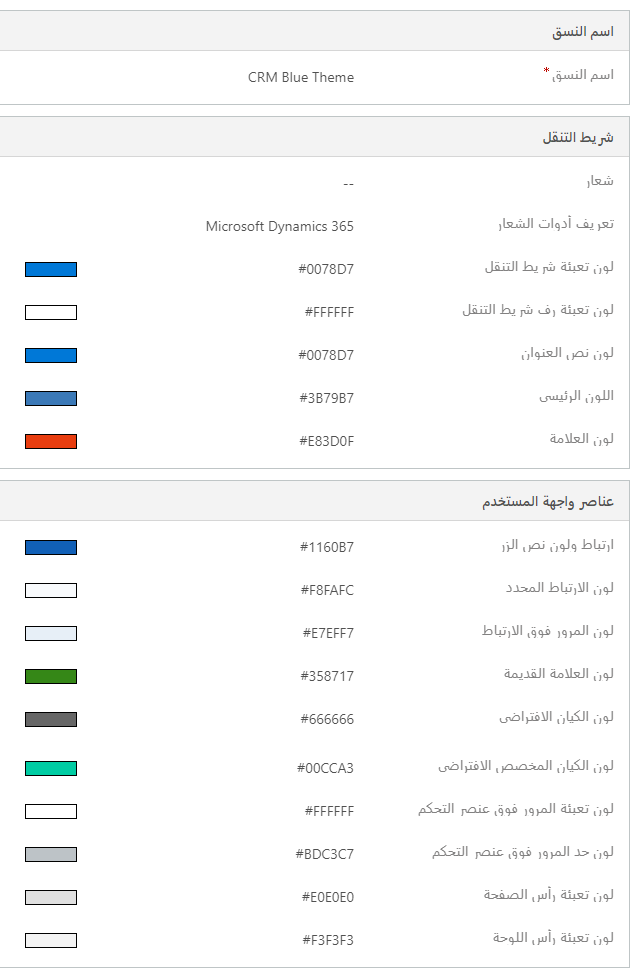 اسم النسق
اسم النسق * CRM Blue Theme
شريط التنقل
شعار --
تعريف أدوات الشعار Microsoft Dynamics 365
لون تعبئة شريط التنقل #0078D7
لون تعبئة رف شريط التنقل #FFFFFF
لون نص العنوان #0078D7
اللون الرئيسي #3B79B7
لون العلامة #E83D0F
عناصر واجهة المستخدم
ارتباط ولون نص الزر #1160B7
لون الارتباط المحدد #F8FAFC
لون المرور فوق الارتباط #E7EFF7
لون العلامة القديمة #358717
لون الكيان الافتراضي #666666
لون الكيان المخصص الافتراضي #00CCA3
لون تعبئة المرور فوق عنصر التحكم #FFFFFF
لون حد المرور فوق عنصر التحكم #BDC3C7
لون تعبئة رأس الصفحة #E0E0E0
لون تعبئة رأس اللوحة #F3F3F3